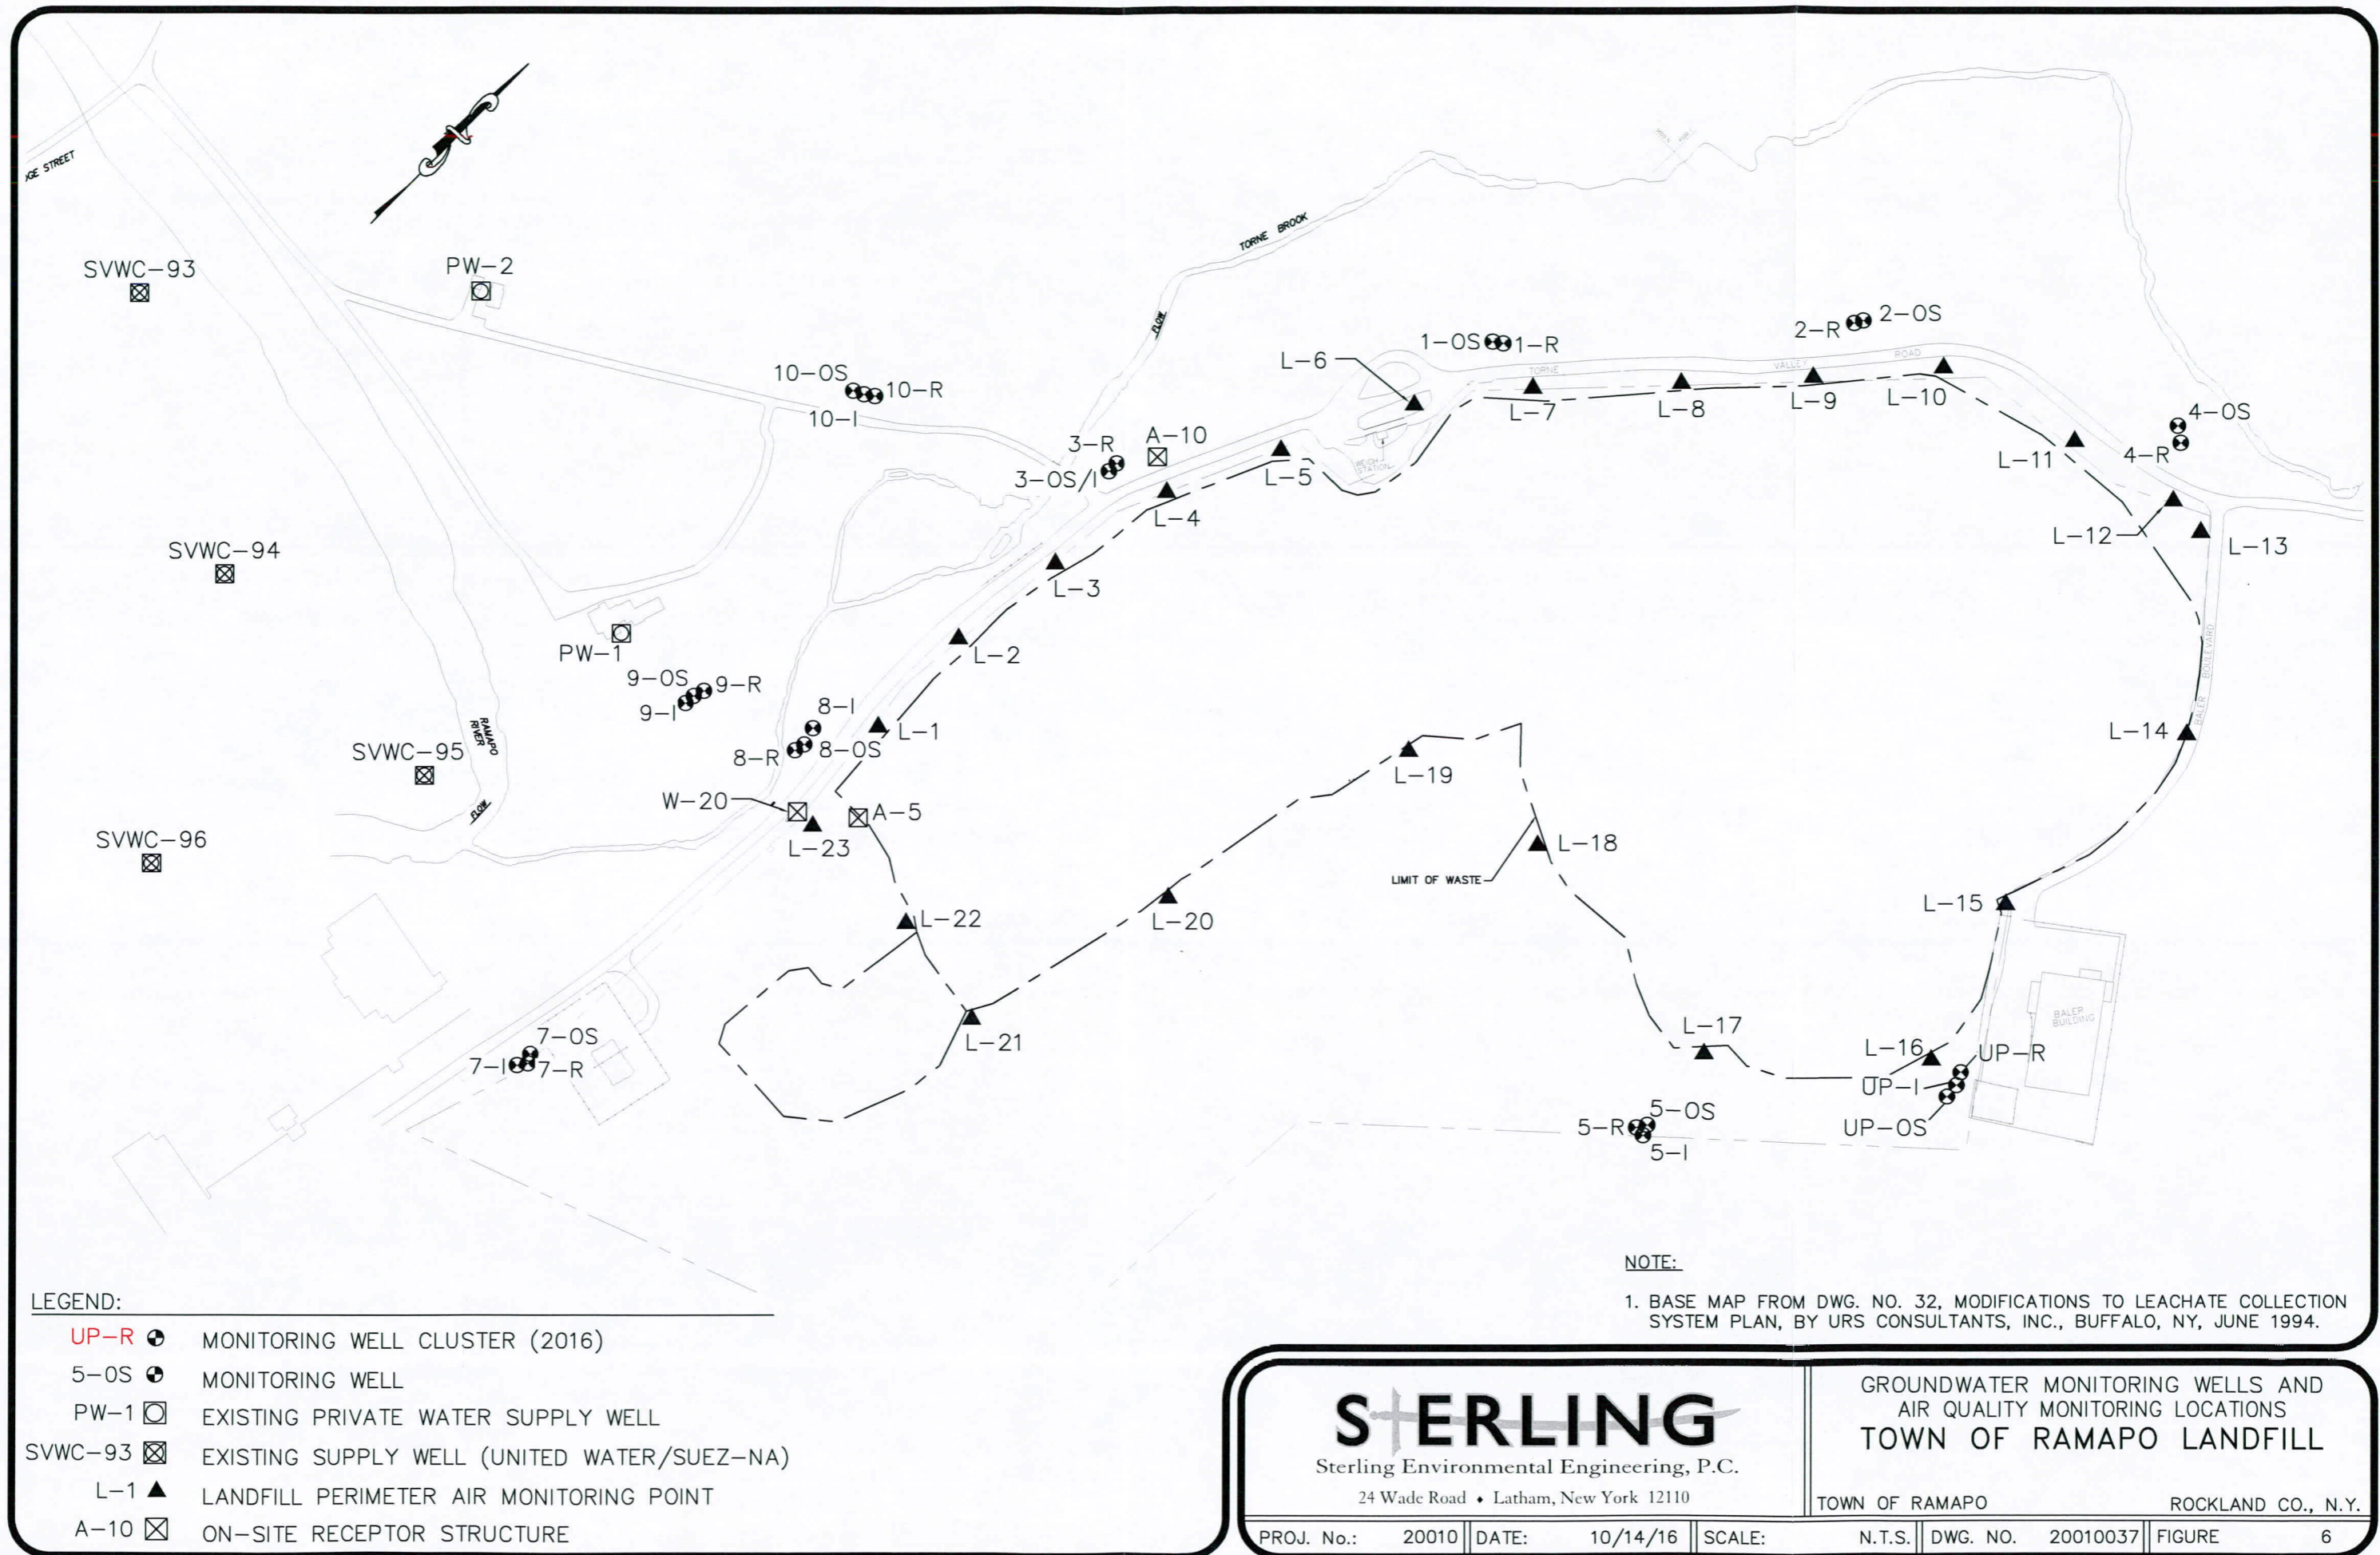 GE STREET
TORNE BROOK
FLOW
SVWC-93
PW-2
10-OS
10-R
10-I
3-R
3-OS/I
A-10
L-4
L-5
L-6
WEIGH
STATION
1-OS
1-R
TORNE VALLEY ROAD
L-7
L-8
L-9
L-10
2-R
2-OS
4-OS
4-R
L-11
L-12
L-13
SVWC-94
PW-1
L-3
L-2
9-OS
9-R
9-I
8-I
8-OS
8-R
L-1
RAMAPO
RIVER
FLOW
SVWC-95
SVWC-96
W-20
A-5
L-23
L-22
L-21
L-20
L-19
L-18
LIMIT OF WASTE
BALER BOULEVARD
L-14
L-15
BALER
BUILDING
L-17
L-16
UP-R
UP-I
UP-OS
5-OS
5-R
5-I
7-OS
7-I
7-R
NOTE:
1. BASE MAP FROM DWG. NO. 32, MODIFICATIONS TO LEACHATE COLLECTION
SYSTEM PLAN, BY URS CONSULTANTS, INC., BUFFALO, NY, JUNE 1994.
LEGEND:
UP-R MONITORING WELL CLUSTER (2016)
5-OS MONITORING WELL
PW-1 EXISTING PRIVATE WATER SUPPLY WELL
SVWC-93 EXISTING SUPPLY WELL (UNITED WATER/SUEZ-NA)
L-1 LANDFILL PERIMETER AIR MONITORING POINT
A-10 ON-SITE RECEPTOR STRUCTURE
STERLING
Sterling Environmental Engineering, P.C.
24 Wade Road ♦ Latham, New York 12110
GROUNDWATER MONITORING WELLS AND
AIR QUALITY MONITORING LOCATIONS
TOWN OF RAMAPO LANDFILL
TOWN OF RAMAPO ROCKLAND CO., N.Y.
PROJ. No.: 20010 DATE: 10/14/16 SCALE: N.T.S. DWG. NO. 20010037 FIGURE 6